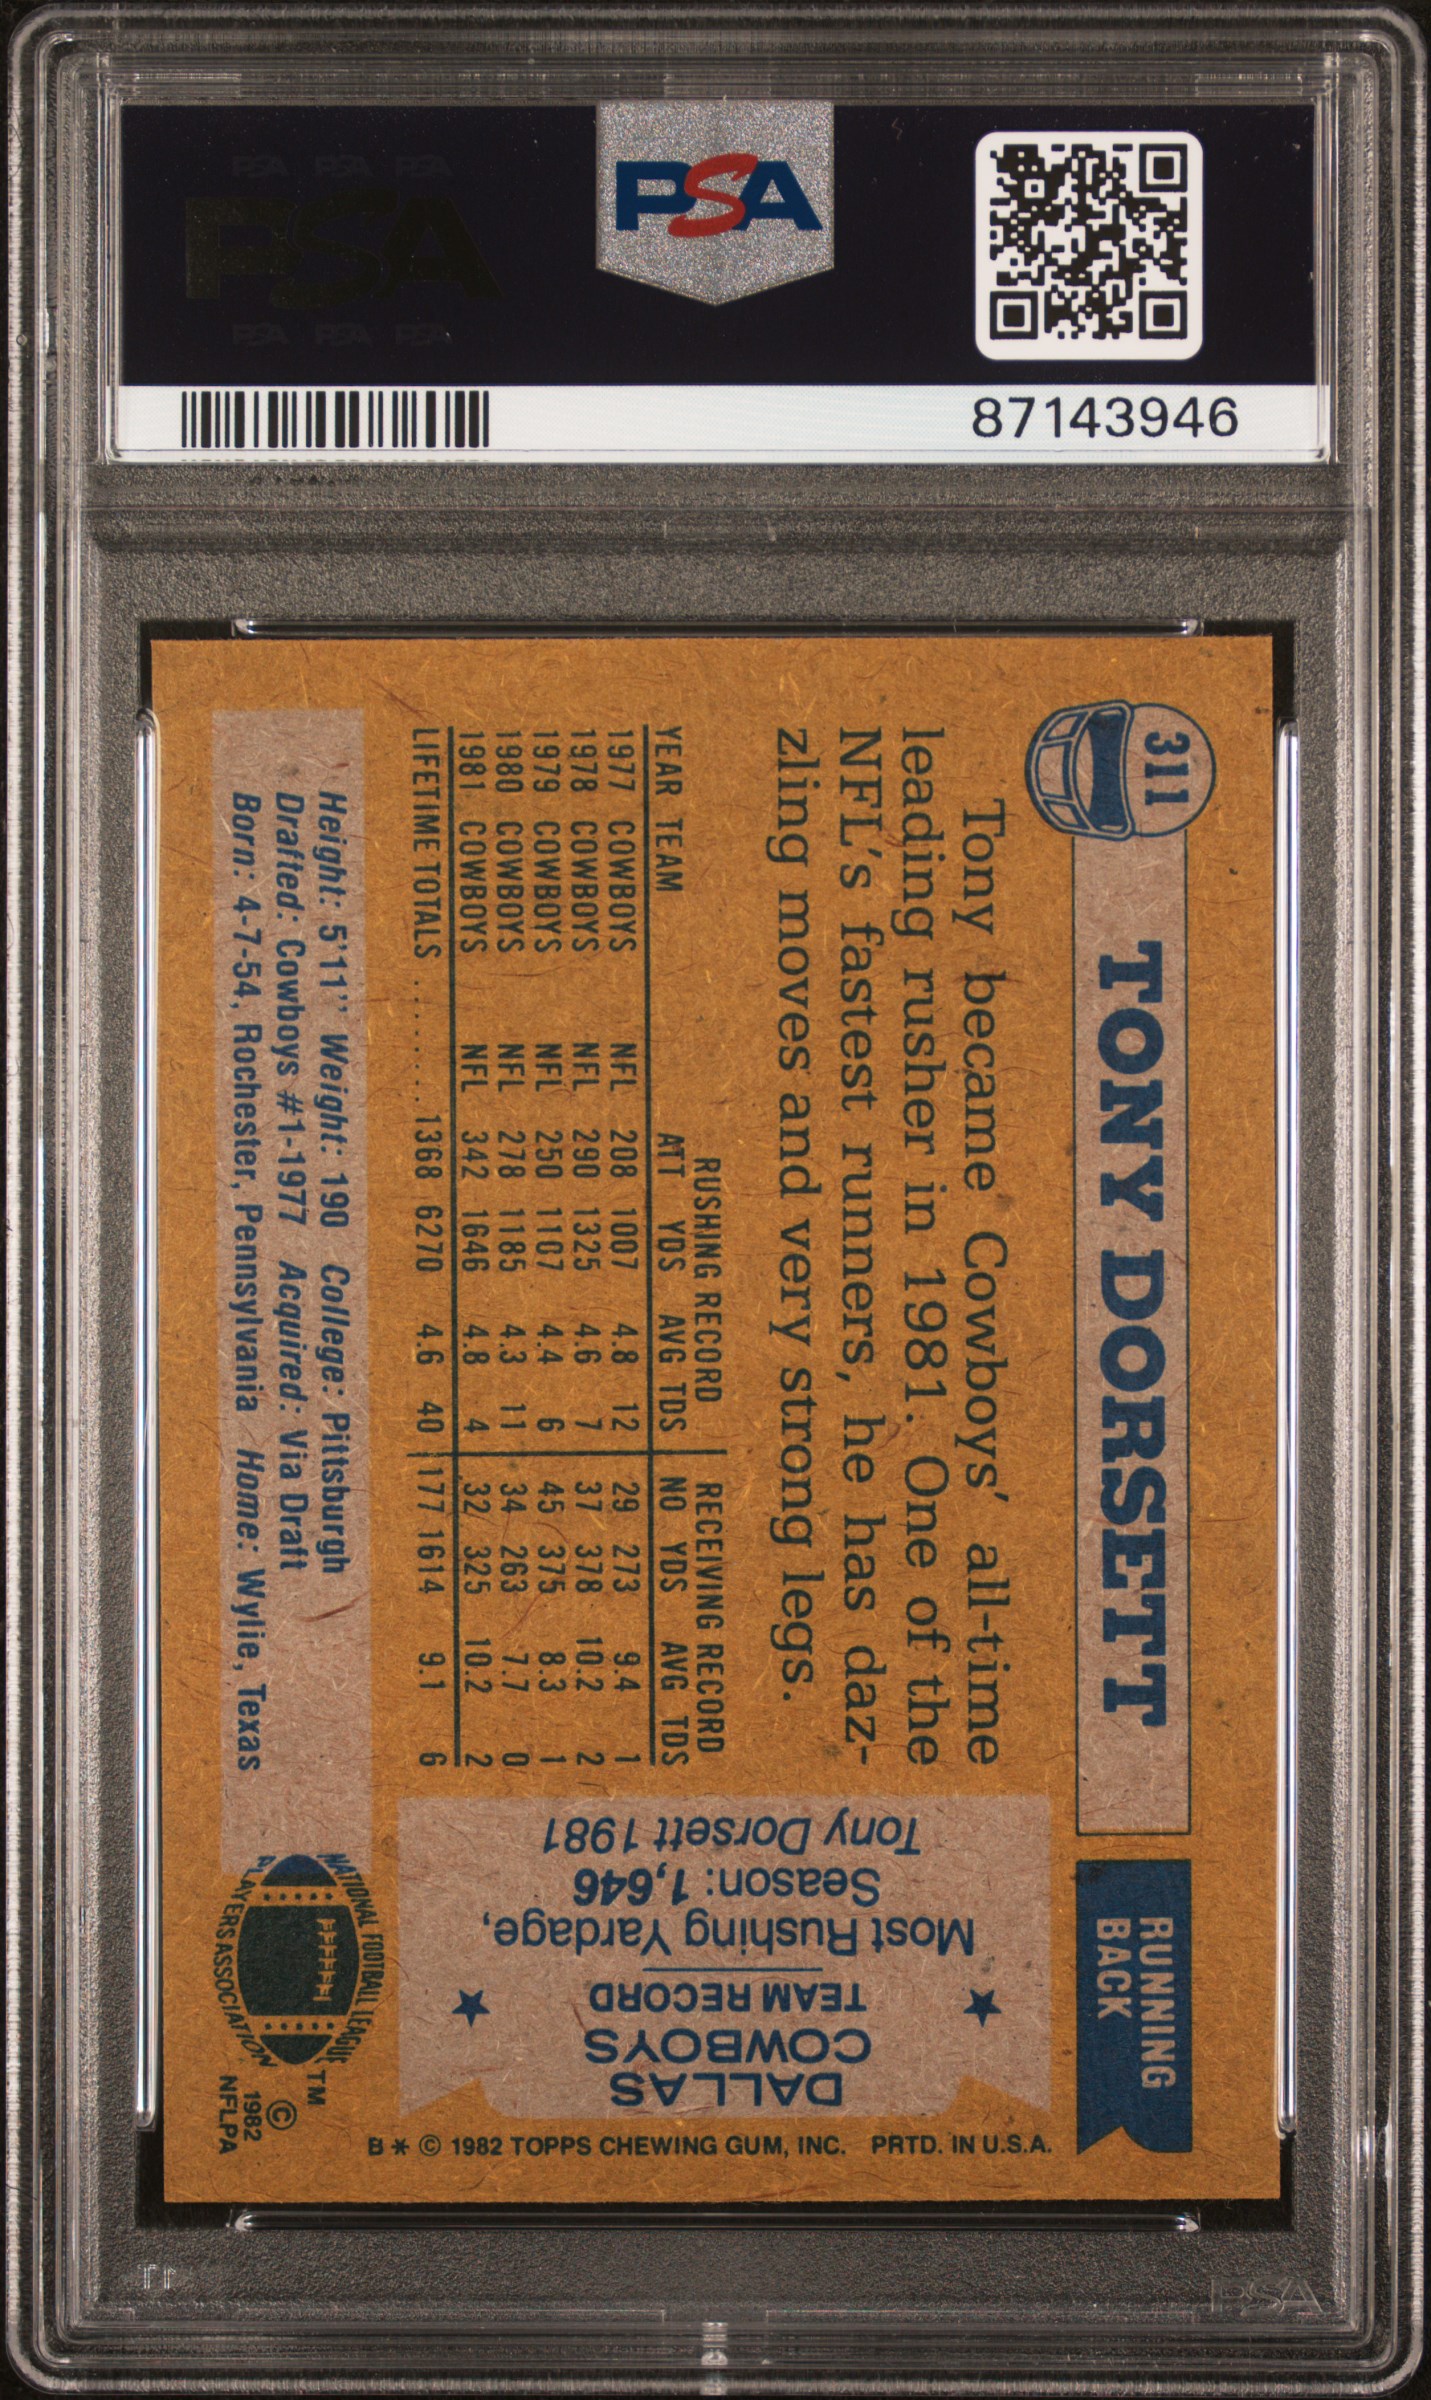 PSA
PSA PSA PSA
PSA
PSA PSA PSA
87143946
311
TONY DORSETT
RUNNING
BACK
Tony became Cowboys' all-time
leading rusher in 1981. One of the
NFL's fastest runners, he has daz-
zling moves and very strong legs.
RUSHING RECORD RECEIVING RECORD
YEAR TEAM ATT YDS AVG TDS NO YDS AVG TDS
1977 COWBOYS NFL 208 1007 4.8 12 29 273 9.4 1
1978 COWBOYS NFL 290 1325 4.6 7 37 378 10.2 2
1979 COWBOYS NFL 250 1107 4.4 6 45 375 8.3 1
1980 COWBOYS NFL 278 1185 4.3 11 34 263 7.7 0
1981 COWBOYS NFL 342 1646 4.8 4 32 325 10.2 2
LIFETIME TOTALS ........ 1368 6270 4.6 40 177 1614 9.1 6
Height: 5'11" Weight: 190 College: Pittsburgh
Drafted: Cowboys #1-1977 Acquired: Via Draft
Born: 4-7-54, Rochester, Pennsylvania Home: Wylie, Texas
DALLAS
COWBOYS
TEAM RECORD
Most Rushing Yardage,
Season: 1,646
Tony Dorsett 1981
NATIONAL FOOTBALL LEAGUE
PLAYERS ASSOCIATION
TM
©
1982
NFLPA
B * © 1982 TOPPS CHEWING GUM, INC. PRTD. IN U.S.A.
PSA